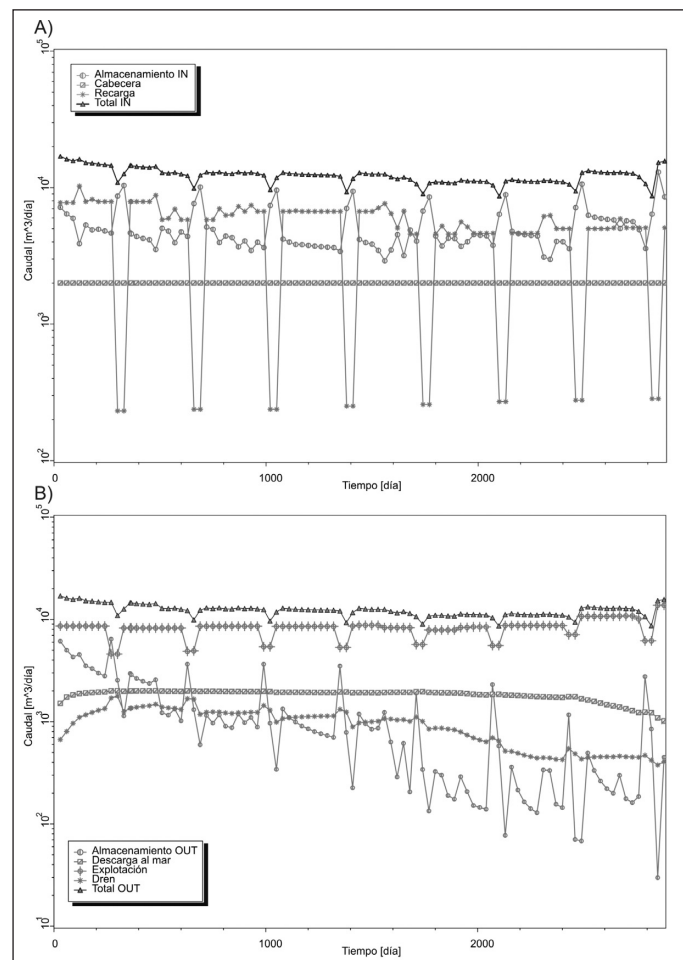 A)
10^5
10^4
10^3
10^2
Caudal [m^3/día]
Almacenamiento IN
Cabecera
Recarga
Total IN
0
1000
2000
Tiempo [día]
B)
10^5
10^4
10^3
10^2
10^1
Caudal [m^3/día]
Almacenamiento OUT
Descarga al mar
Explotación
Dren
Total OUT
0
1000
2000
Tiempo [día]